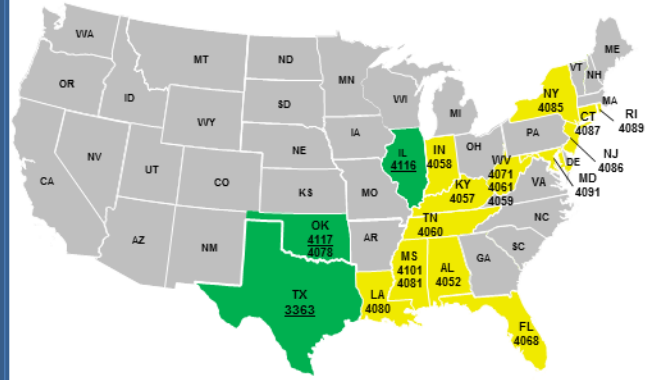 WA
OR
CA
NV
ID
MT
WY
UT
AZ
CO
NM
ND
SD
NE
KS
OK
4117
4078
TX
3363
MN
IA
MO
AR
LA
4080
WI
IL
4116
MI
IN
4058
OH
KY
4057
TN
4060
MS
4101
4081
AL
4052
GA
FL
4068
SC
NC
VA
WV
4071
4061
4059
PA
NY
4085
VT
NH
ME
MA
RI
4089
CT
4087
NJ
4086
DE
MD
4091